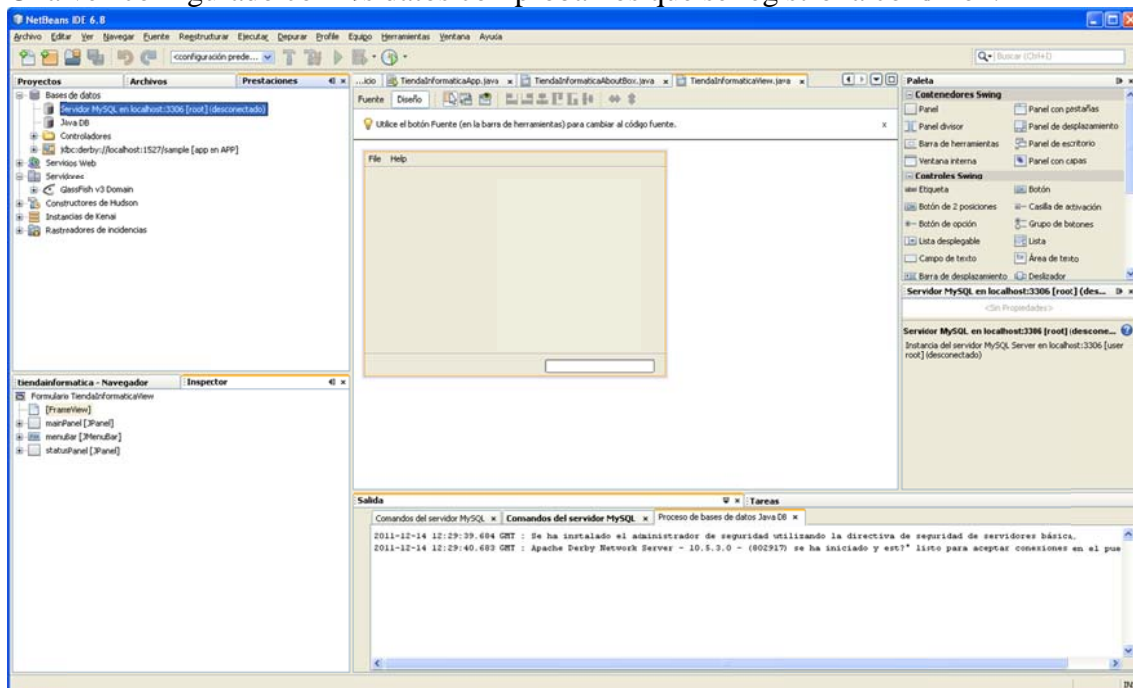 NetBeans IDE 6.8
Archivo Editar Ver Navegar Fuente Reestructurar Ejecutar Depurar Profile Equipo Herramientas Ventana Ayuda
<configuración prede...
Buscar (Ctrl+I)
Proyectos Archivos Prestaciones
Bases de datos
Servidor MySQL en localhost:3306 [root] (desconectado)
Java DB
Controladores
jdbc:derby://localhost:1527/sample [app en APP]
Servicios Web
Servidores
GlassFish v3 Domain
Constructores de Hudson
Instancias de Kenai
Rastreadores de incidencias
tiendainformatica - Navegador Inspector
Formulario TiendaInformaticaView
[FrameView]
mainPanel [JPanel]
menuBar [JMenuBar]
statusPanel [JPanel]
...icio TiendaInformaticaApp.java TiendaInformaticaAboutBox.java TiendaInformaticaView.java
Fuente Diseño
Utilice el botón Fuente (en la barra de herramientas) para cambiar al código fuente.
File Help
Paleta
Contenedores Swing
Panel Panel con pestañas
Panel divisor Panel de desplazamiento
Barra de herramientas Panel de escritorio
Ventana interna Panel con capas
Controles Swing
Etiqueta Botón
Botón de 2 posiciones Casilla de activación
Botón de opción Grupo de botones
Lista desplegable Lista
Campo de texto Área de texto
Barra de desplazamiento Deslizador
Servidor MySQL en localhost:3306 [root] (des...
<Sin Propiedades>
Servidor MySQL en localhost:3306 [root] (descone...
Instancia del servidor MySQL Server en localhost:3306 [user
root] (desconectado)
Salida Tareas
Comandos del servidor MySQL Comandos del servidor MySQL Proceso de bases de datos Java DB
2011-12-14 12:29:39.684 GMT : Se ha instalado el administrador de seguridad utilizando la directiva de seguridad de servidores básica.
2011-12-14 12:29:40.683 GMT : Apache Derby Network Server - 10.5.3.0 - (802917) se ha iniciado y est?* listo para aceptar conexiones en el pue
IN